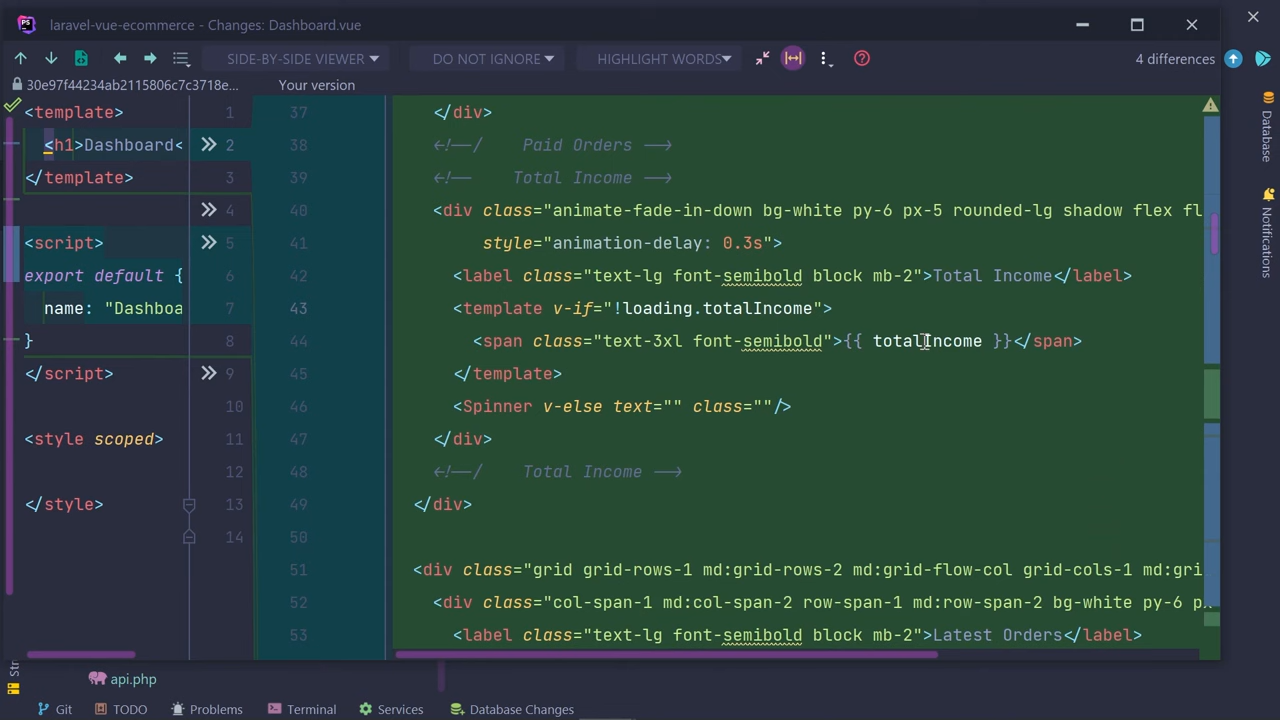 laravel-vue-ecommerce - Changes: Dashboard.vue
SIDE-BY-SIDE VIEWER DO NOT IGNORE HIGHLIGHT WORDS 4 differences
30e97f44234ab2115806c7c3718e... Your version
<template> 1
<h1>Dashboard< 2
</template> 3
4
<script> 5
export default { 6
name: "Dashboa 7
} 8
</script> 9
10
<style scoped> 11
12
</style> 13
14
37 </div>
38 <!--/ Paid Orders -->
39 <!-- Total Income -->
40 <div class="animate-fade-in-down bg-white py-6 px-5 rounded-lg shadow flex fl
41 style="animation-delay: 0.3s">
42 <label class="text-lg font-semibold block mb-2">Total Income</label>
43 <template v-if="!loading.totalIncome">
44 <span class="text-3xl font-semibold">{{ totalIncome }}</span>
45 </template>
46 <Spinner v-else text="" class=""/>
47 </div>
48 <!--/ Total Income -->
49 </div>
50
51 <div class="grid grid-rows-1 md:grid-rows-2 md:grid-flow-col grid-cols-1 md:gri
52 <div class="col-span-1 md:col-span-2 row-span-1 md:row-span-2 bg-white py-6 px
53 <label class="text-lg font-semibold block mb-2">Latest Orders</label>
Database
Notifications
Str
api.php
Git TODO Problems Terminal Services Database Changes